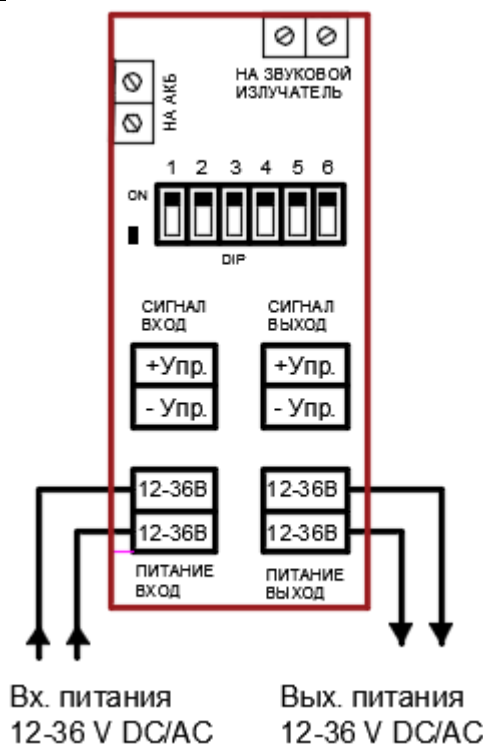 НА ЗВУКОВОЙ
ИЗЛУЧАТЕЛЬ
НА АКБ
1 2 3 4 5 6
ON
DIP
СИГНАЛ
ВХОД
СИГНАЛ
ВЫХОД
+Упр.
+Упр.
- Упр.
- Упр.
12-36В
12-36В
12-36В
12-36В
ПИТАНИЕ
ВХОД
ПИТАНИЕ
ВЫХОД
Вх. питания
12-36 V DC/AC
Вых. питания
12-36 V DC/AC